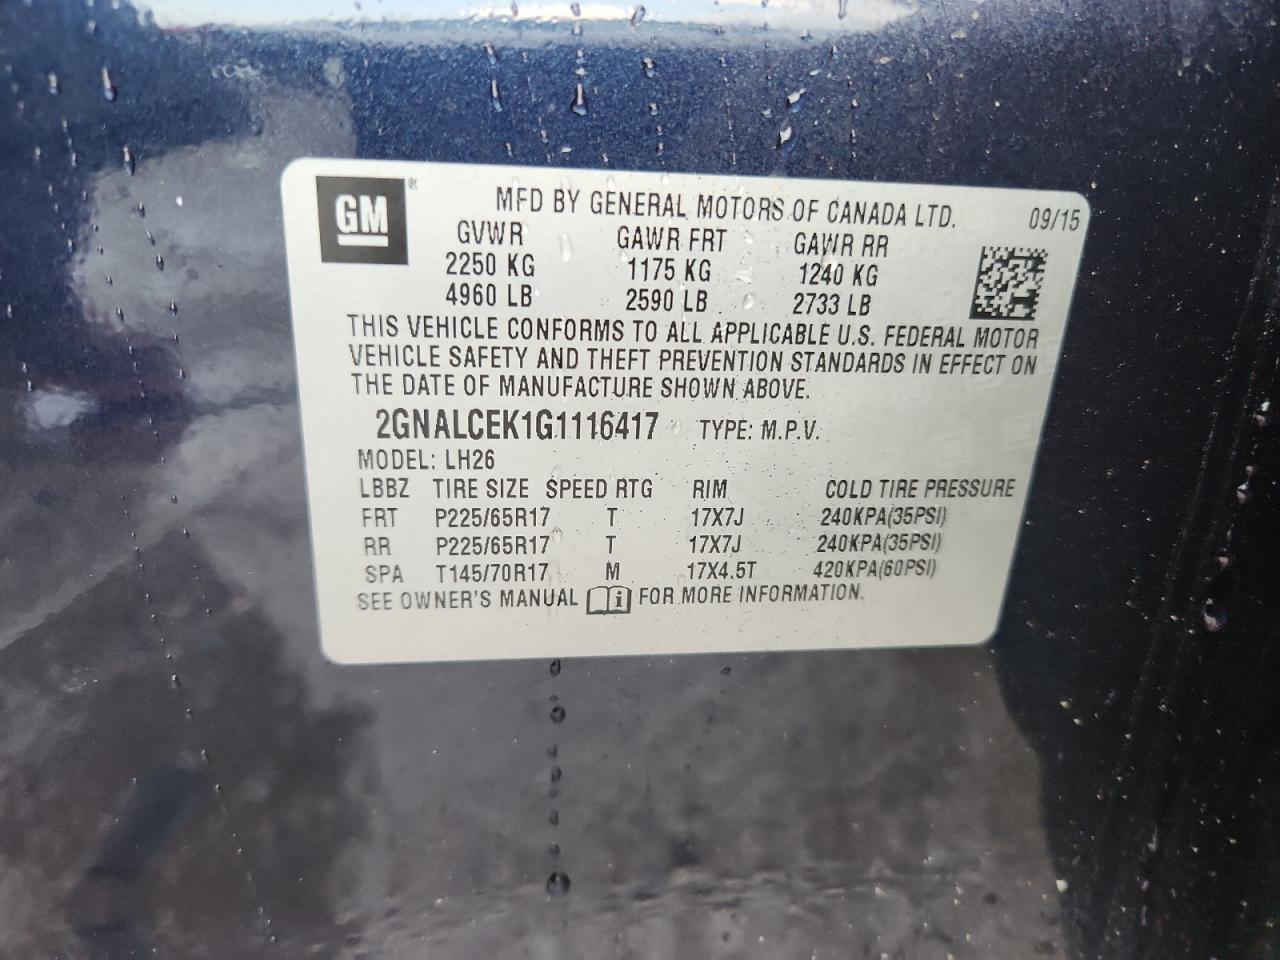 GM ®
MFD BY GENERAL MOTORS OF CANADA LTD. 09/15
GVWR GAWR FRT GAWR RR
2250 KG 1175 KG 1240 KG
4960 LB 2590 LB 2733 LB
THIS VEHICLE CONFORMS TO ALL APPLICABLE U.S. FEDERAL MOTOR
VEHICLE SAFETY AND THEFT PREVENTION STANDARDS IN EFFECT ON
THE DATE OF MANUFACTURE SHOWN ABOVE.
2GNALCEK1G1116417 TYPE: M.P.V.
MODEL: LH26
LBBZ TIRE SIZE SPEED RTG RIM COLD TIRE PRESSURE
FRT P225/65R17 T 17X7J 240KPA(35PSI)
RR P225/65R17 T 17X7J 240KPA(35PSI)
SPA T145/70R17 M 17X4.5T 420KPA(60PSI)
SEE OWNER'S MANUAL i FOR MORE INFORMATION.